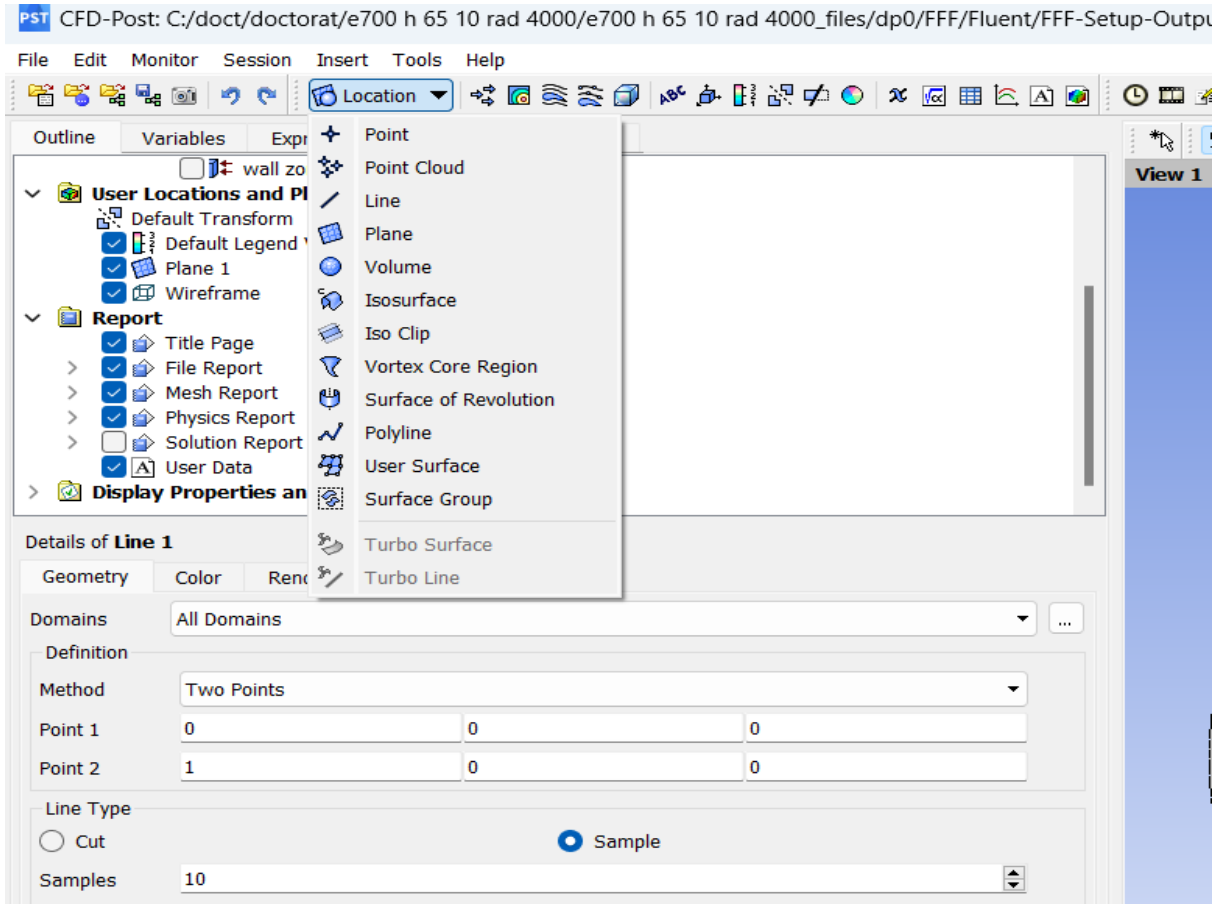 PST CFD-Post: C:/doct/doctorat/e700 h 65 10 rad 4000/e700 h 65 10 rad 4000_files/dp0/FFF/Fluent/FFF-Setup-Outpu
File Edit Monitor Session Insert Tools Help
Location
Outline Variables Expr
View 1
wall zo
User Locations and Pl
Default Transform
Default Legend V
Plane 1
Wireframe
Report
Title Page
File Report
Mesh Report
Physics Report
Solution Report
User Data
Display Properties an
Point
Point Cloud
Line
Plane
Volume
Isosurface
Iso Clip
Vortex Core Region
Surface of Revolution
Polyline
User Surface
Surface Group
Turbo Surface
Turbo Line
Details of Line 1
Geometry Color Rend
Domains All Domains ...
Definition
Method Two Points
Point 1 0 0 0
Point 2 1 0 0
Line Type
Cut Sample
Samples 10